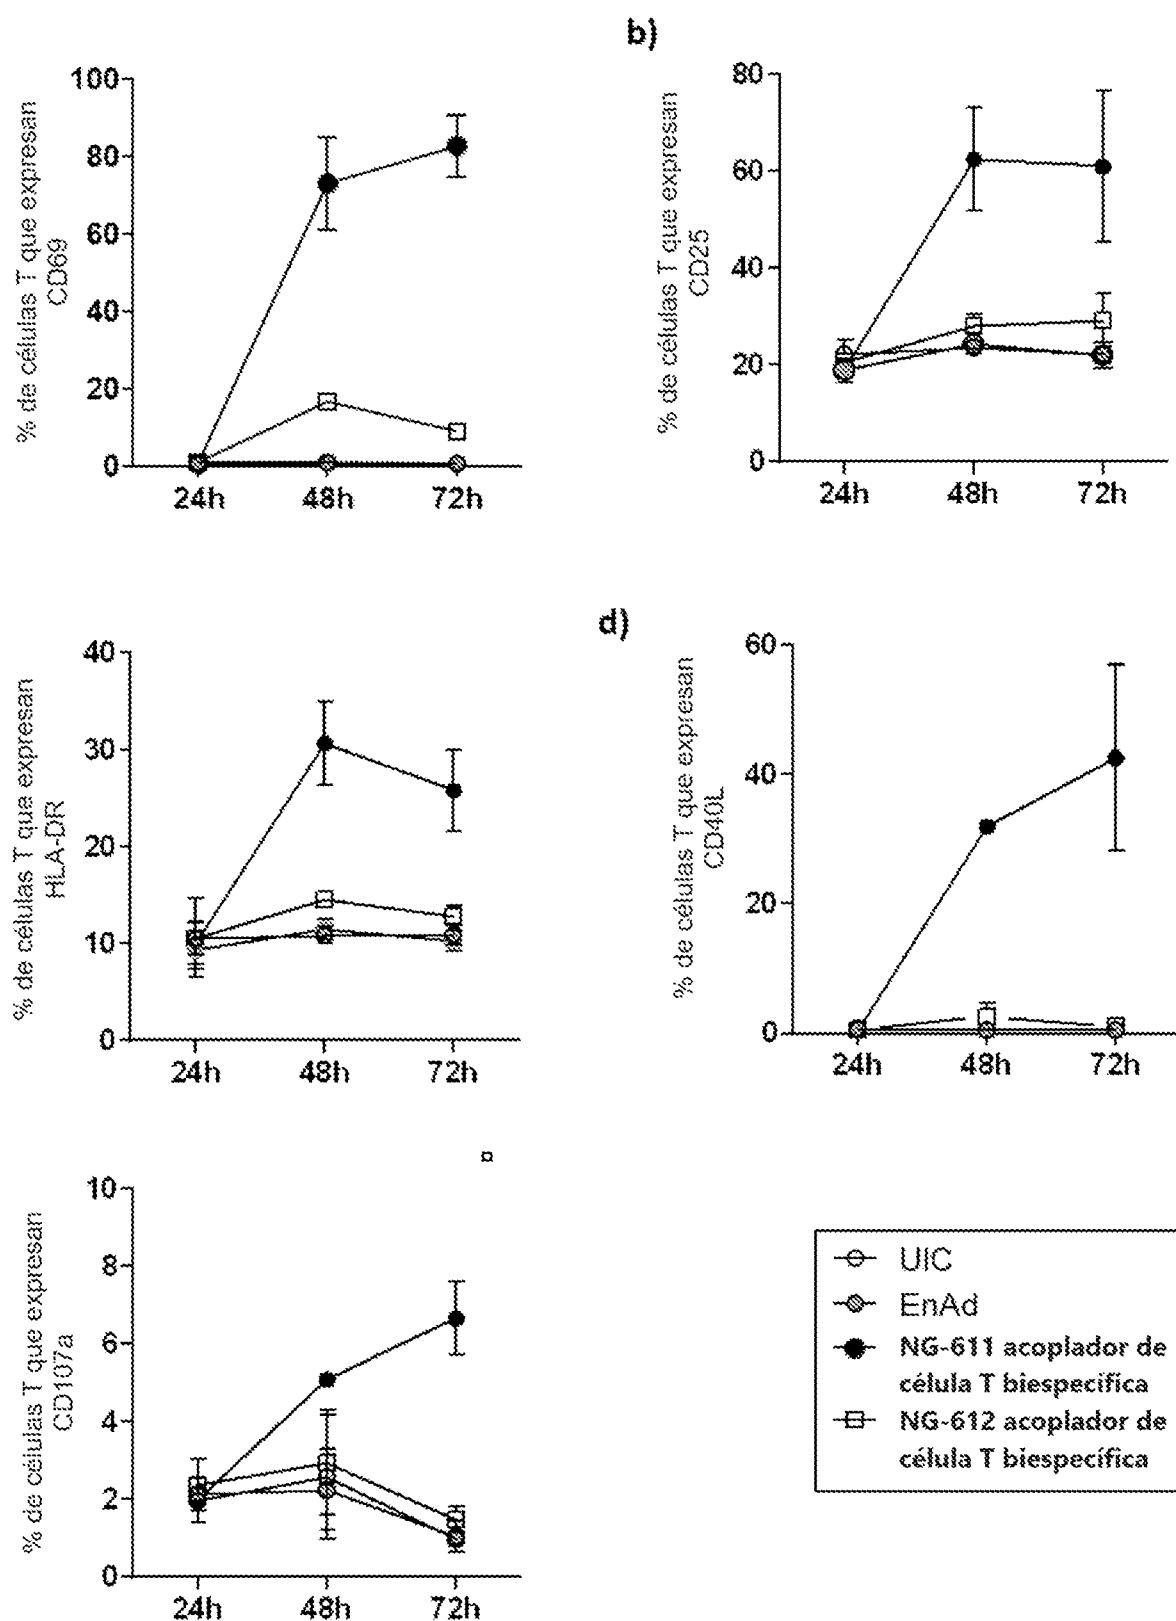 b)
100
80
60
40
20
0
% de células T que expresan
CD69
24h 48h 72h
80
60
40
20
0
% de células T que expresan
CD25
24h 48h 72h
40
30
20
10
0
% de células T que expresan
HLA-DR
24h 48h 72h
d)
60
40
20
0
% de células T que expresan
CD40L
24h 48h 72h
10
8
6
4
2
0
% de células T que expresan
CD107a
24h 48h 72h
UIC
EnAd
NG-611 acoplador de
célula T biespecífica
NG-612 acoplador de
célula T biespecífica